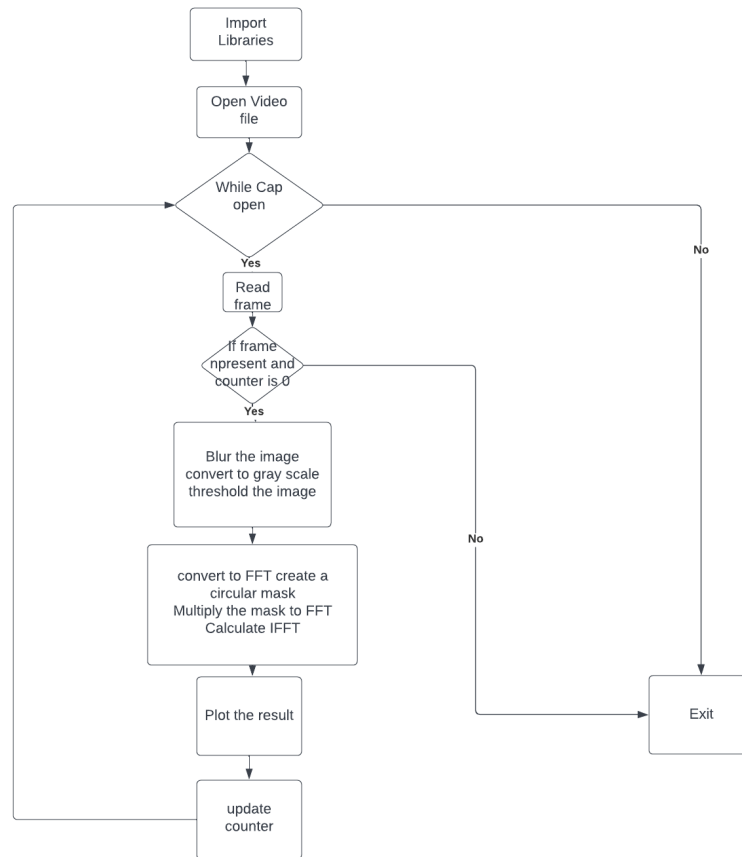 Import
Libraries
Open Video
file
While Cap
open
No
Yes
Read
frame
If frame
npresent and
counter is 0
Yes
Blur the image
convert to gray scale
threshold the image
No
convert to FFT create a
circular mask
Multiply the mask to FFT
Calculate IFFT
Plot the result
Exit
update
counter